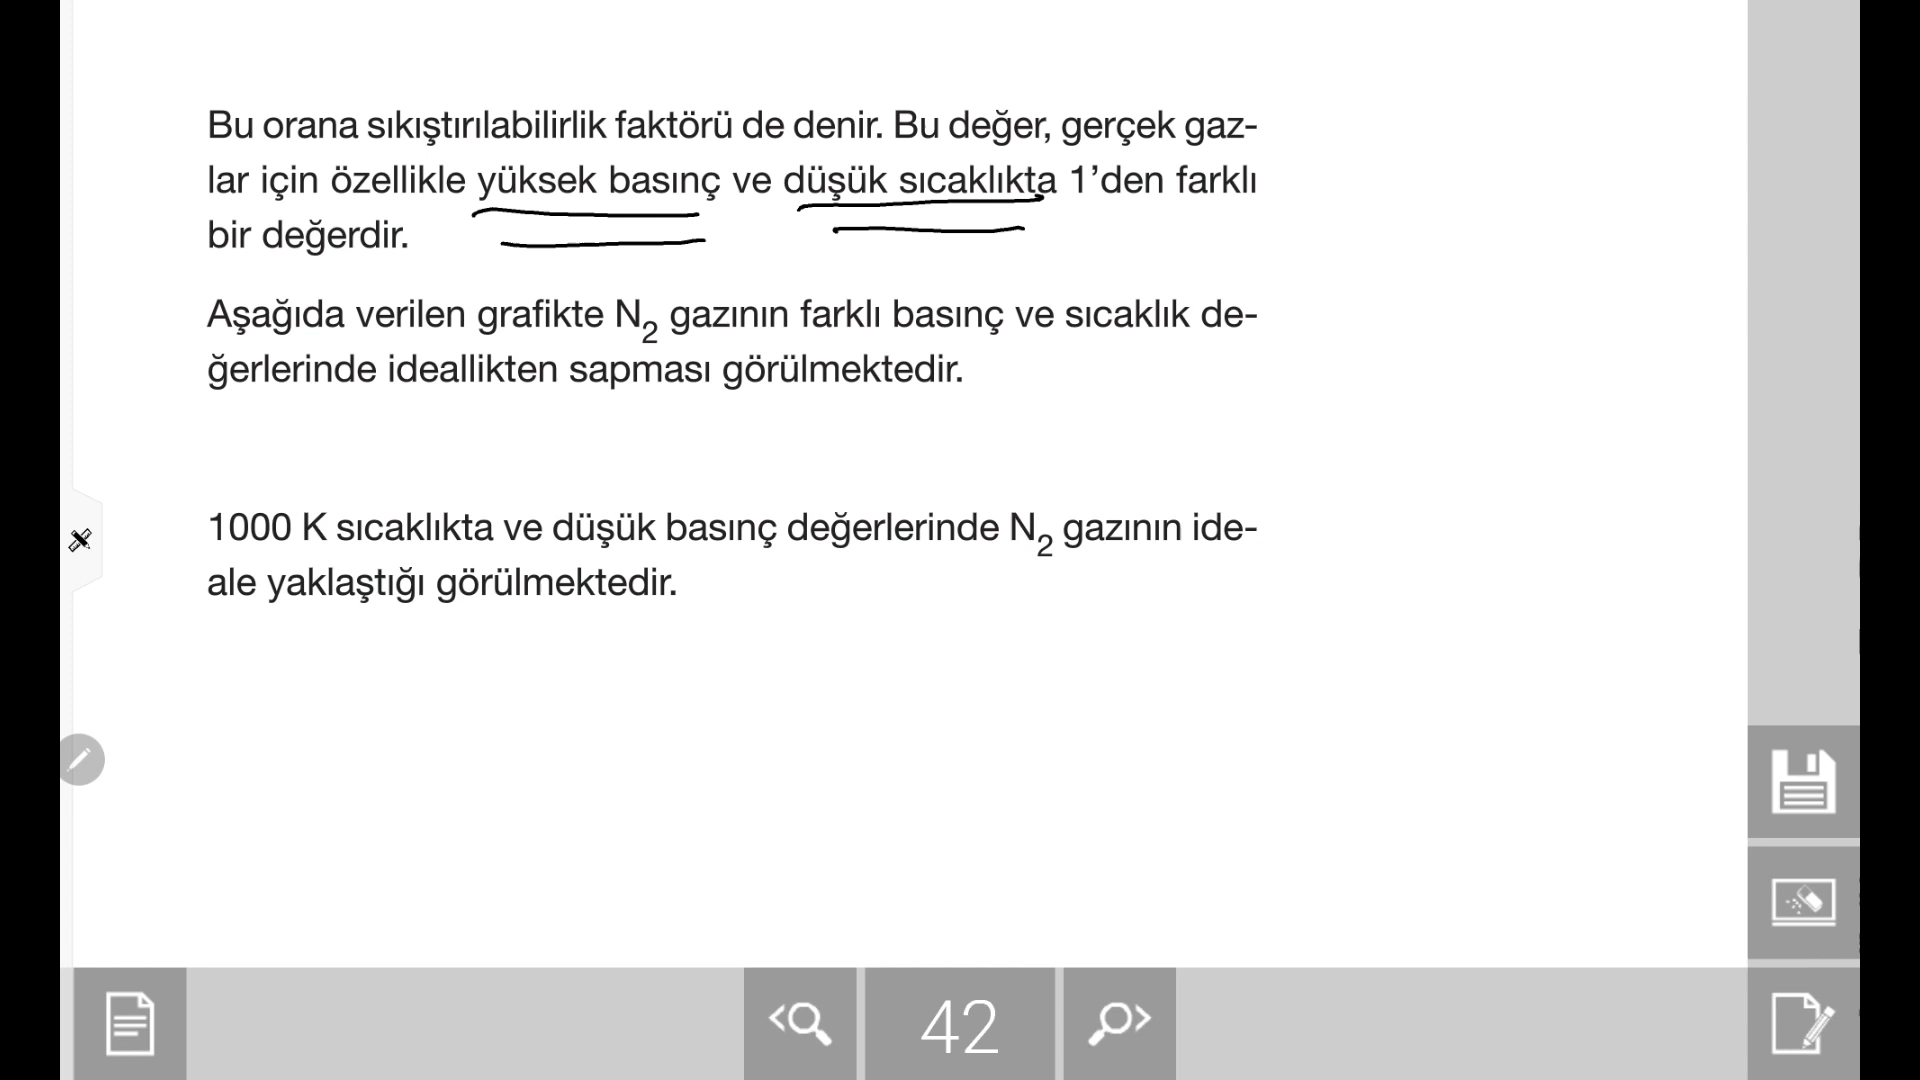 Bu orana sıkıştırılabilirlik faktörü de denir. Bu değer, gerçek gaz-
lar için özellikle yüksek basınç ve düşük sıcaklıkta 1’den farklı
bir değerdir.
Aşağıda verilen grafikte N₂ gazının farklı basınç ve sıcaklık de-
ğerlerinde ideallikten sapması görülmektedir.
1000 K sıcaklıkta ve düşük basınç değerlerinde N₂ gazının ide-
ale yaklaştığı görülmektedir.
42